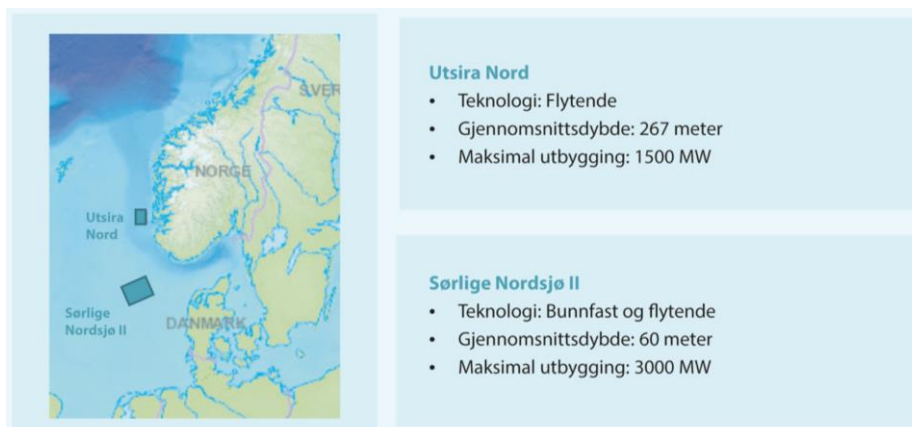 SVER
NORGE
Utsira
Nord
Sørlige
Nordsjø II
DANMARK
Utsira Nord
• Teknologi: Flytende
• Gjennomsnittsdybde: 267 meter
• Maksimal utbygging: 1500 MW
Sørlige Nordsjø II
• Teknologi: Bunnfast og flytende
• Gjennomsnittsdybde: 60 meter
• Maksimal utbygging: 3000 MW